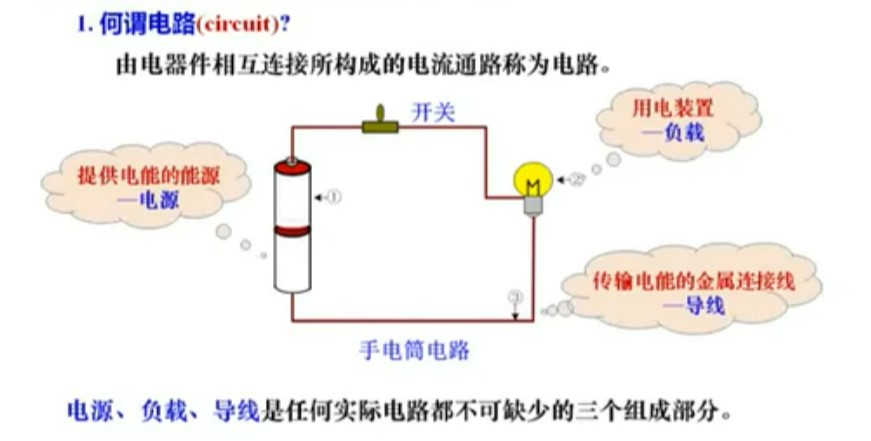 1. 何谓电路(circuit)?
由电器件相互连接所构成的电流通路称为电路。
开关
用电装置
—负载
提供电能的能源
—电源
①
②
传输电能的金属连接线
—导线
③
手电筒电路
电源、负载、导线是任何实际电路都不可缺少的三个组成部分。